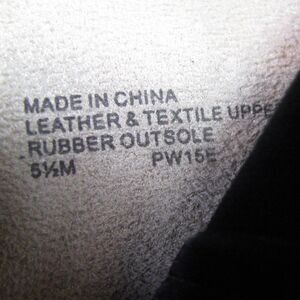 MADE IN CHINA
LEATHER & TEXTILE UPPE
RUBBER OUTSOLE
5½M PW15E